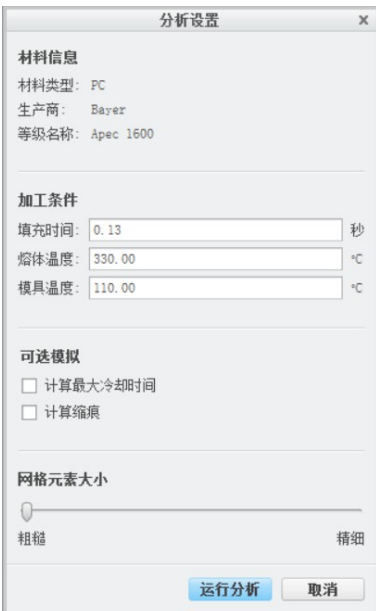 分析设置 x
材料信息
材料类型: PC
生产商: Bayer
等级名称: Apec 1600
加工条件
填充时间: 0.13 秒
熔体温度: 330.00 °C
模具温度: 110.00 °C
可选模拟
计算最大冷却时间
计算缩痕
网格元素大小
粗糙 精细
运行分析 取消